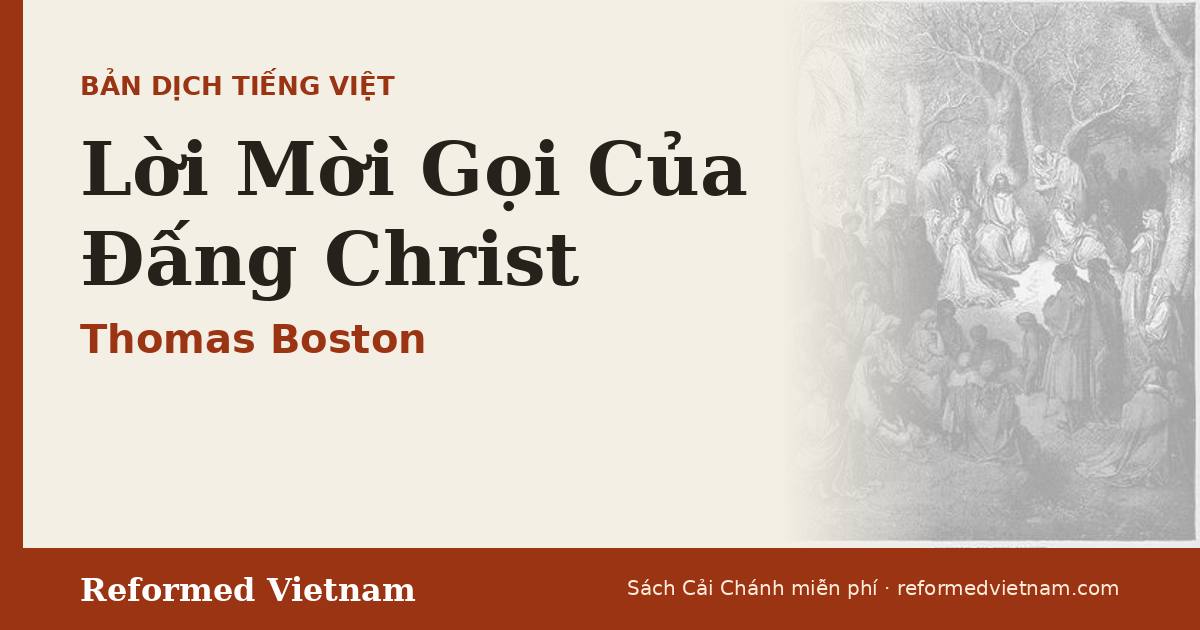 BẢN DỊCH TIẾNG VIỆT
Lời Mời Gọi Của
Đấng Christ
Thomas Boston
Reformed Vietnam
Sách Cải Chánh miễn phí · reformedvietnam.com